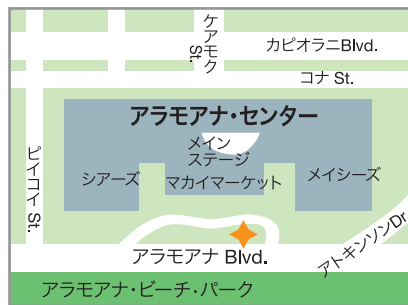 ケアモク
St.
カピオラニBlvd.
コナ St.
アラモアナ・センター
メイン
ステージ
シアーズ
マカイマーケット
メイシーズ
ピイコイ St.
アラモアナ Blvd.
アトキンソンDr
アラモアナ・ビーチ・パーク